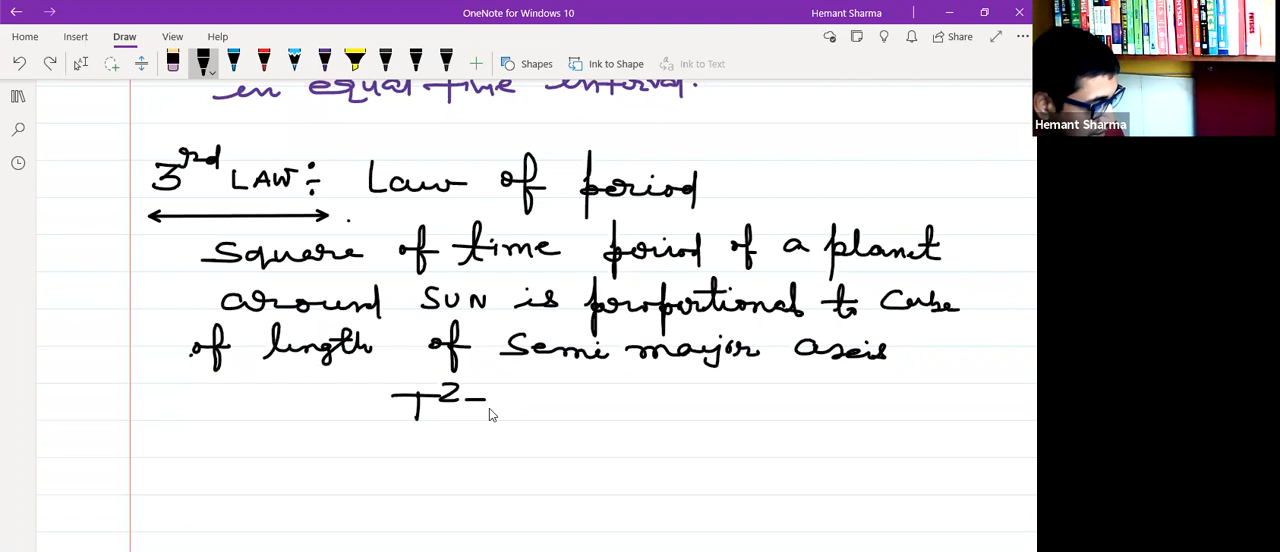 OneNote for Windows 10
Hemant Sharma
Home Insert Draw View Help
Share
Shapes Ink to Shape Ink to Text
in equal time interval.
3rd LAW :- Law of period
Square of time period of a planet
around SUN is proportional to Cube
of length of Semi major axis
T²-
Hemant Sharma
PHYSICS